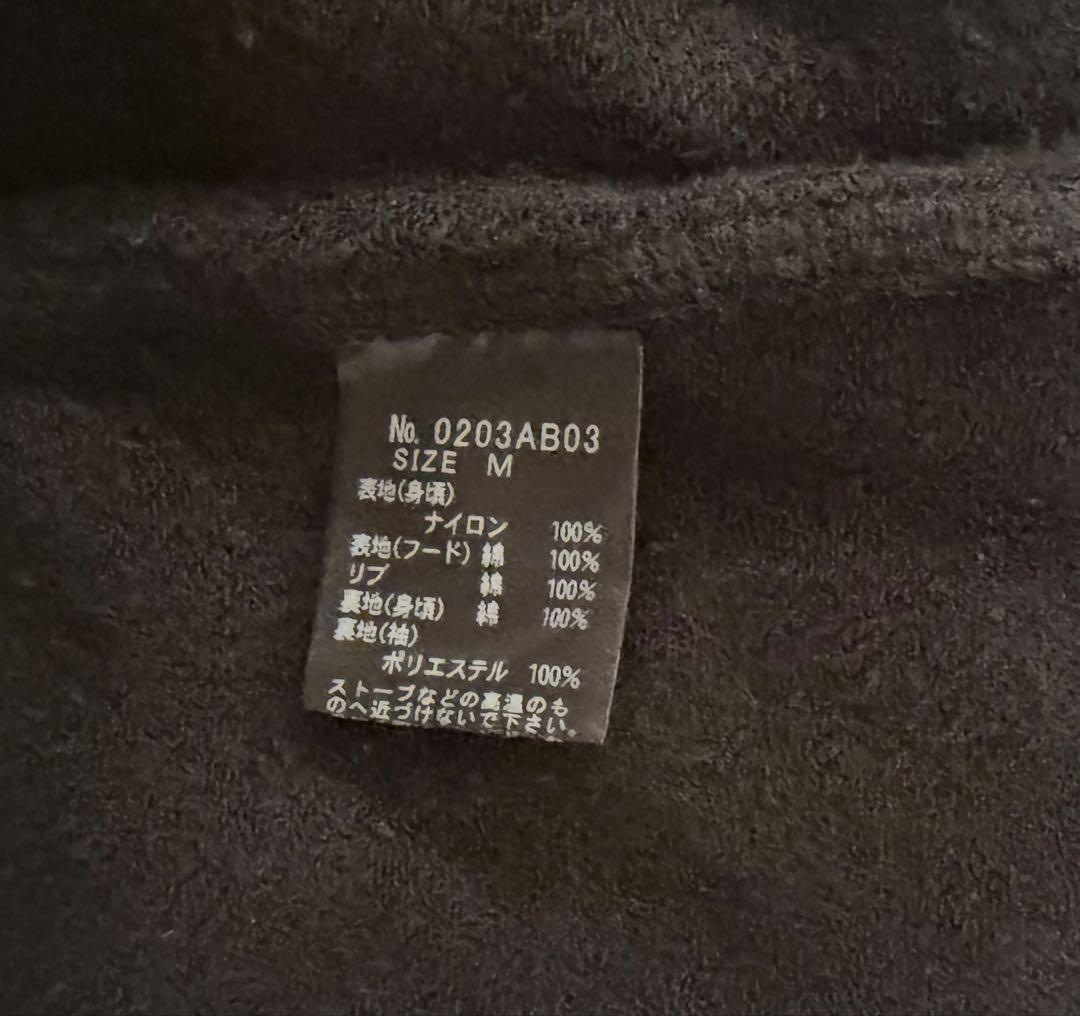 No. 0203AB03
SIZE M
表地(身頃)
ナイロン 100%
表地(フード) 綿 100%
リブ 綿 100%
裏地(身頃) 綿 100%
裏地(袖)
ポリエステル 100%
ストーブなどの高温のも
のへ近づけないで下さい。